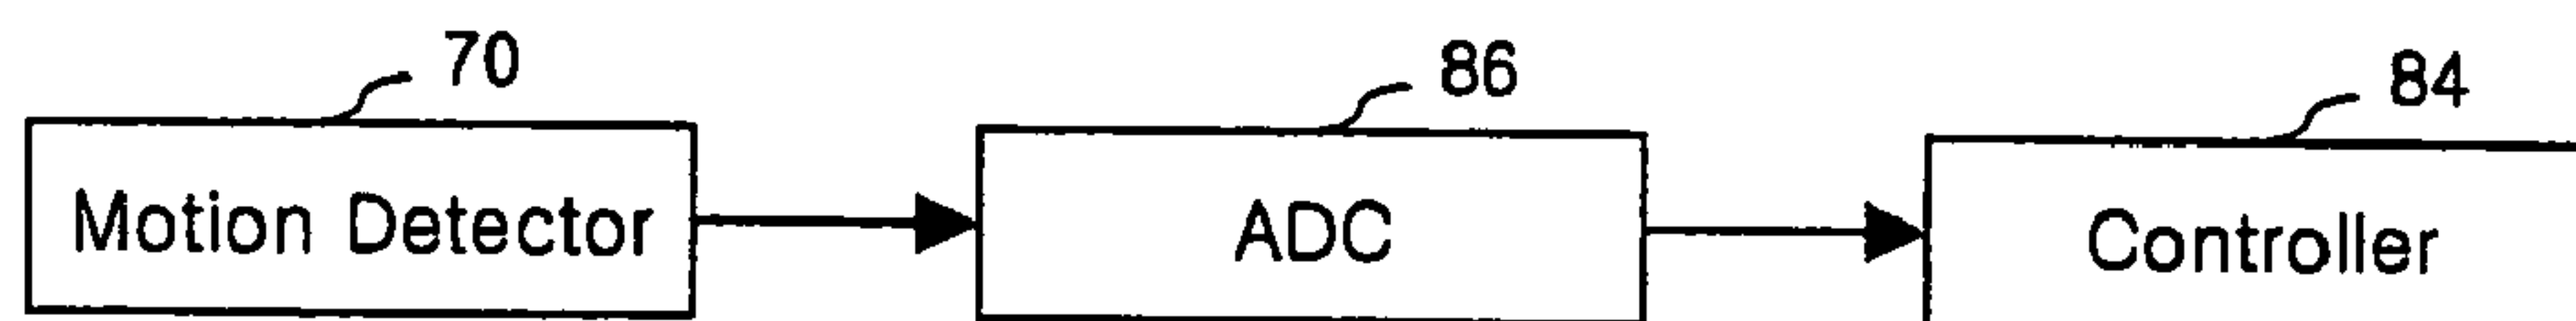 70 86 84
Motion Detector ADC Controller